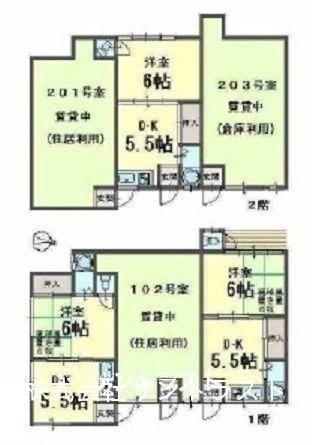 201号室
賃貸中
(住居利用)
洋室
6帖
D·K
5.5帖
押入
玄関
203号室
賃貸中
(倉庫利用)
玄関
玄関
2階
押入
洋室
6帖
5.5帖
玄関
102号室
賃貸中
(住居利用)
洋室
6帖
D·K
5.5帖
押入
玄関
1階